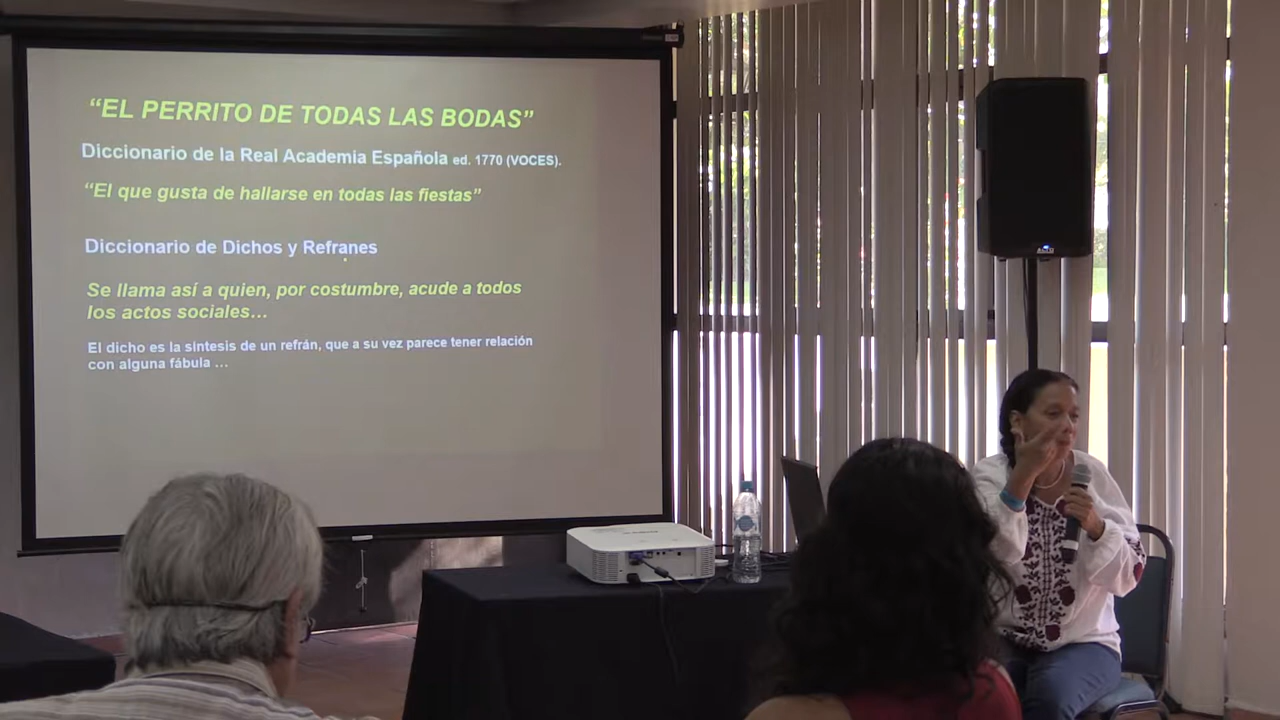 “EL PERRITO DE TODAS LAS BODAS”
Diccionario de la Real Academia Española ed. 1770 (VOCES).
“El que gusta de hallarse en todas las fiestas”
Diccionario de Dichos y Refranes
Se llama así a quien, por costumbre, acude a todos
los actos sociales…
El dicho es la síntesis de un refrán, que a su vez parece tener relación
con alguna fábula …